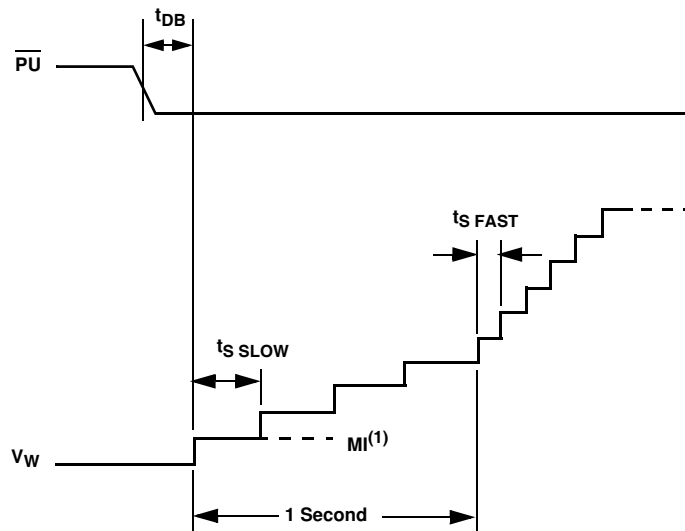 tDB
PU
tS FAST
tS SLOW
MI(1)
VW
1 Second